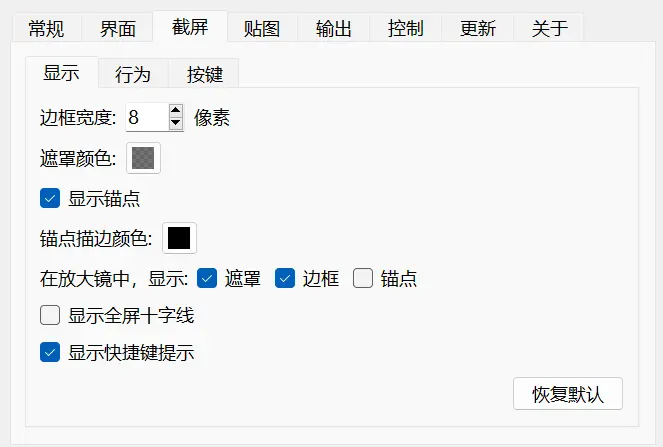 常规 界面 截屏 贴图 输出 控制 更新 关于
显示 行为 按键
边框宽度: 8 像素
遮罩颜色:
显示锚点
锚点描边颜色:
在放大镜中，显示: 遮罩 边框 锚点
显示全屏十字线
显示快捷键提示
恢复默认